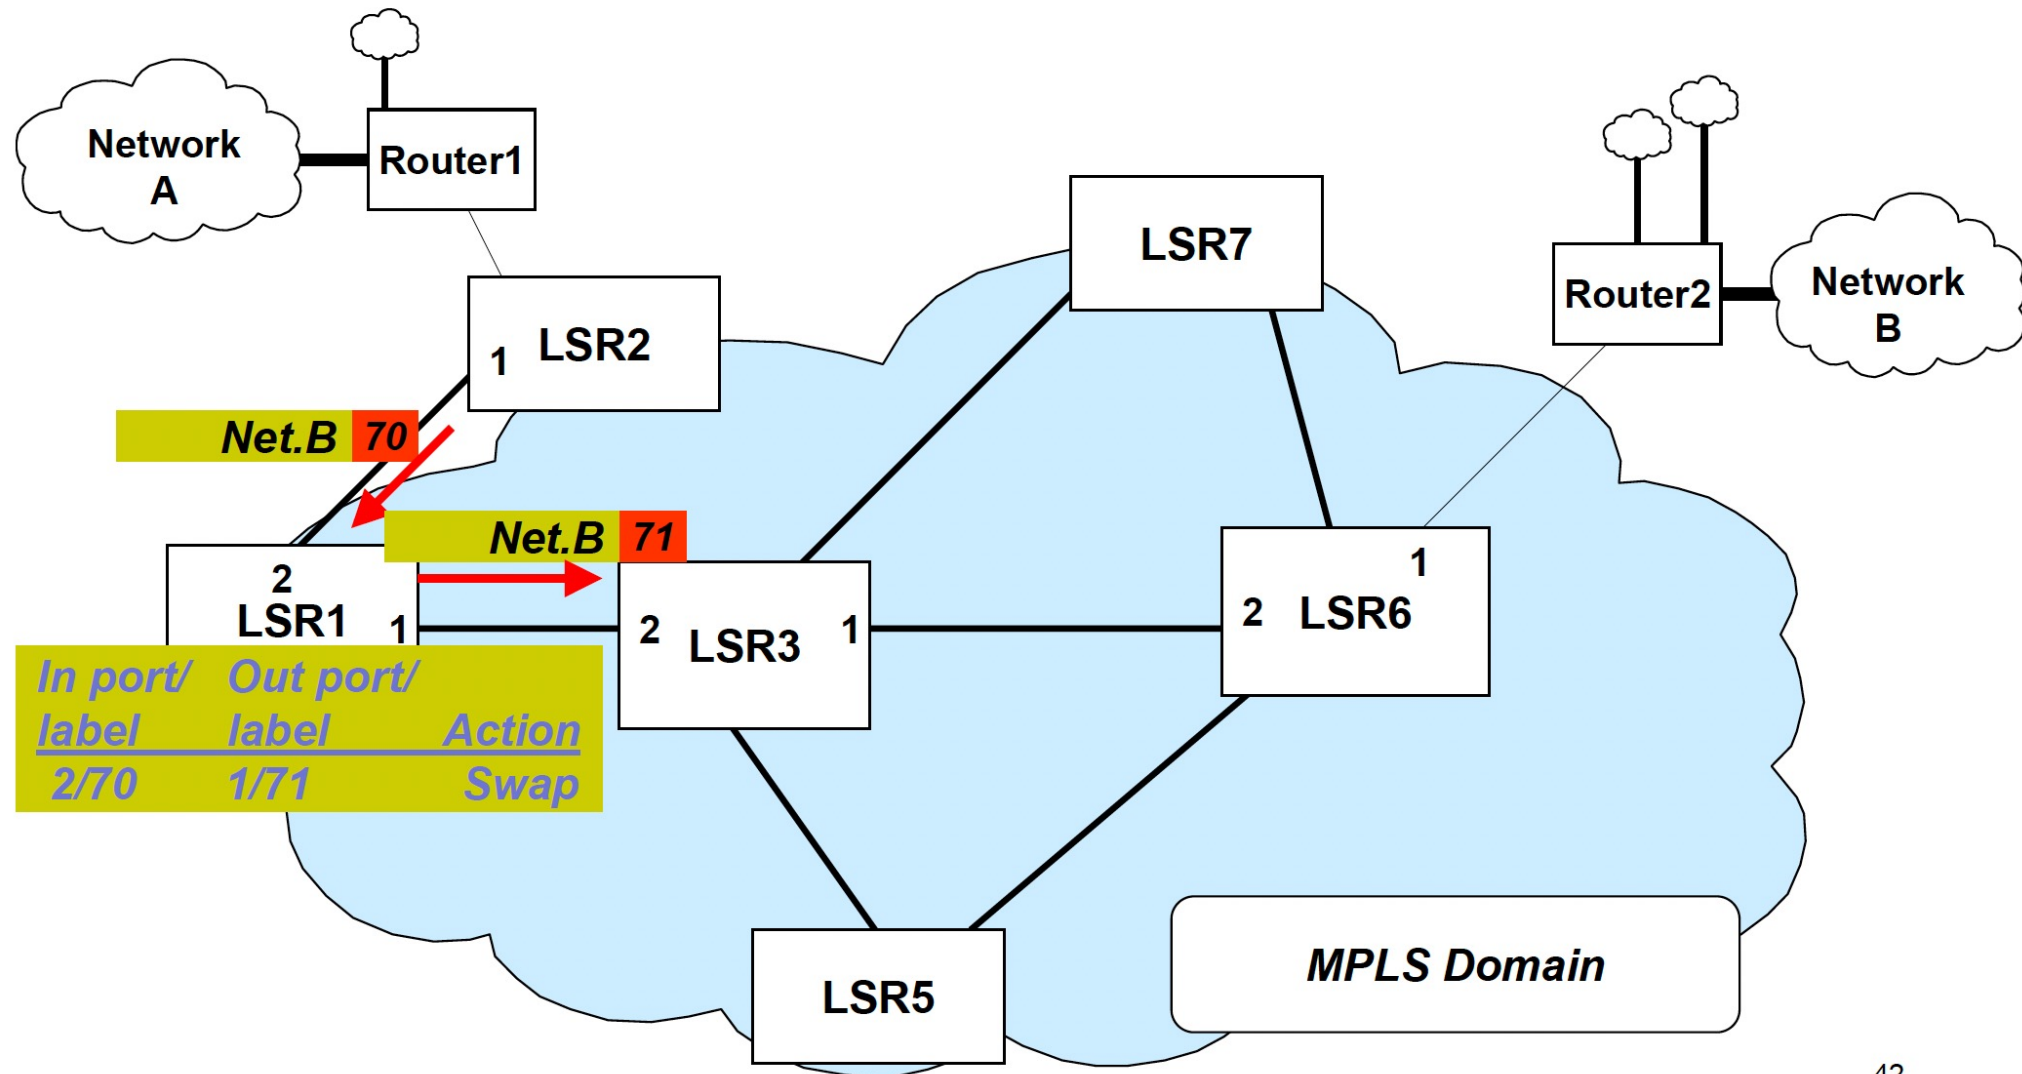 Network
A
Router1
LSR7
Router2
Network
B
1 LSR2
Net.B 70
Net.B 71
2
LSR1 1
2 LSR3 1
1
2 LSR6
In port/ Out port/
label label Action
2/70 1/71 Swap
LSR5
MPLS Domain
42